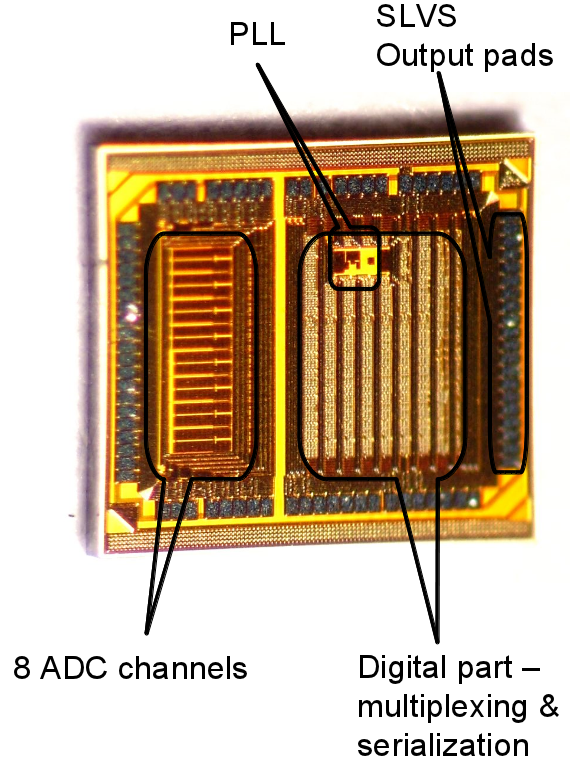 PLL
SLVS
Output pads
8 ADC channels
Digital part –
multiplexing &
serialization